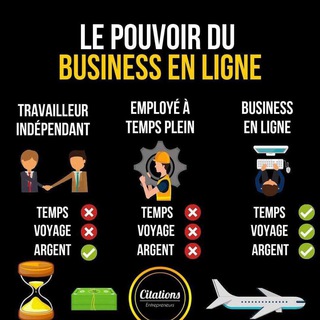 LE POUVOIR DU
BUSINESS EN LIGNE
TRAVAILLEUR
INDÉPENDANT
TEMPS
VOYAGE
ARGENT
EMPLOYÉ À
TEMPS PLEIN
TEMPS
VOYAGE
ARGENT
BUSINESS
EN LIGNE
TEMPS
VOYAGE
ARGENT
Citations
Entrepreneurs